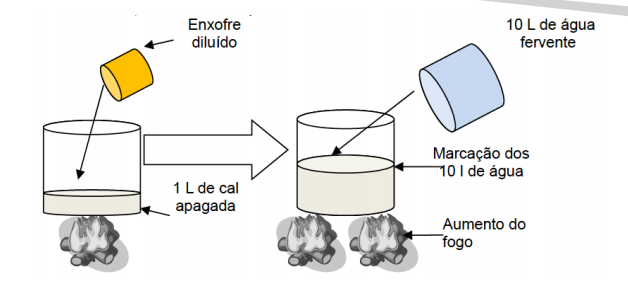 Enxofre
diluído
10 L de água
fervente
1 L de cal
apagada
Marcação dos
10 l de água
Aumento do
fogo